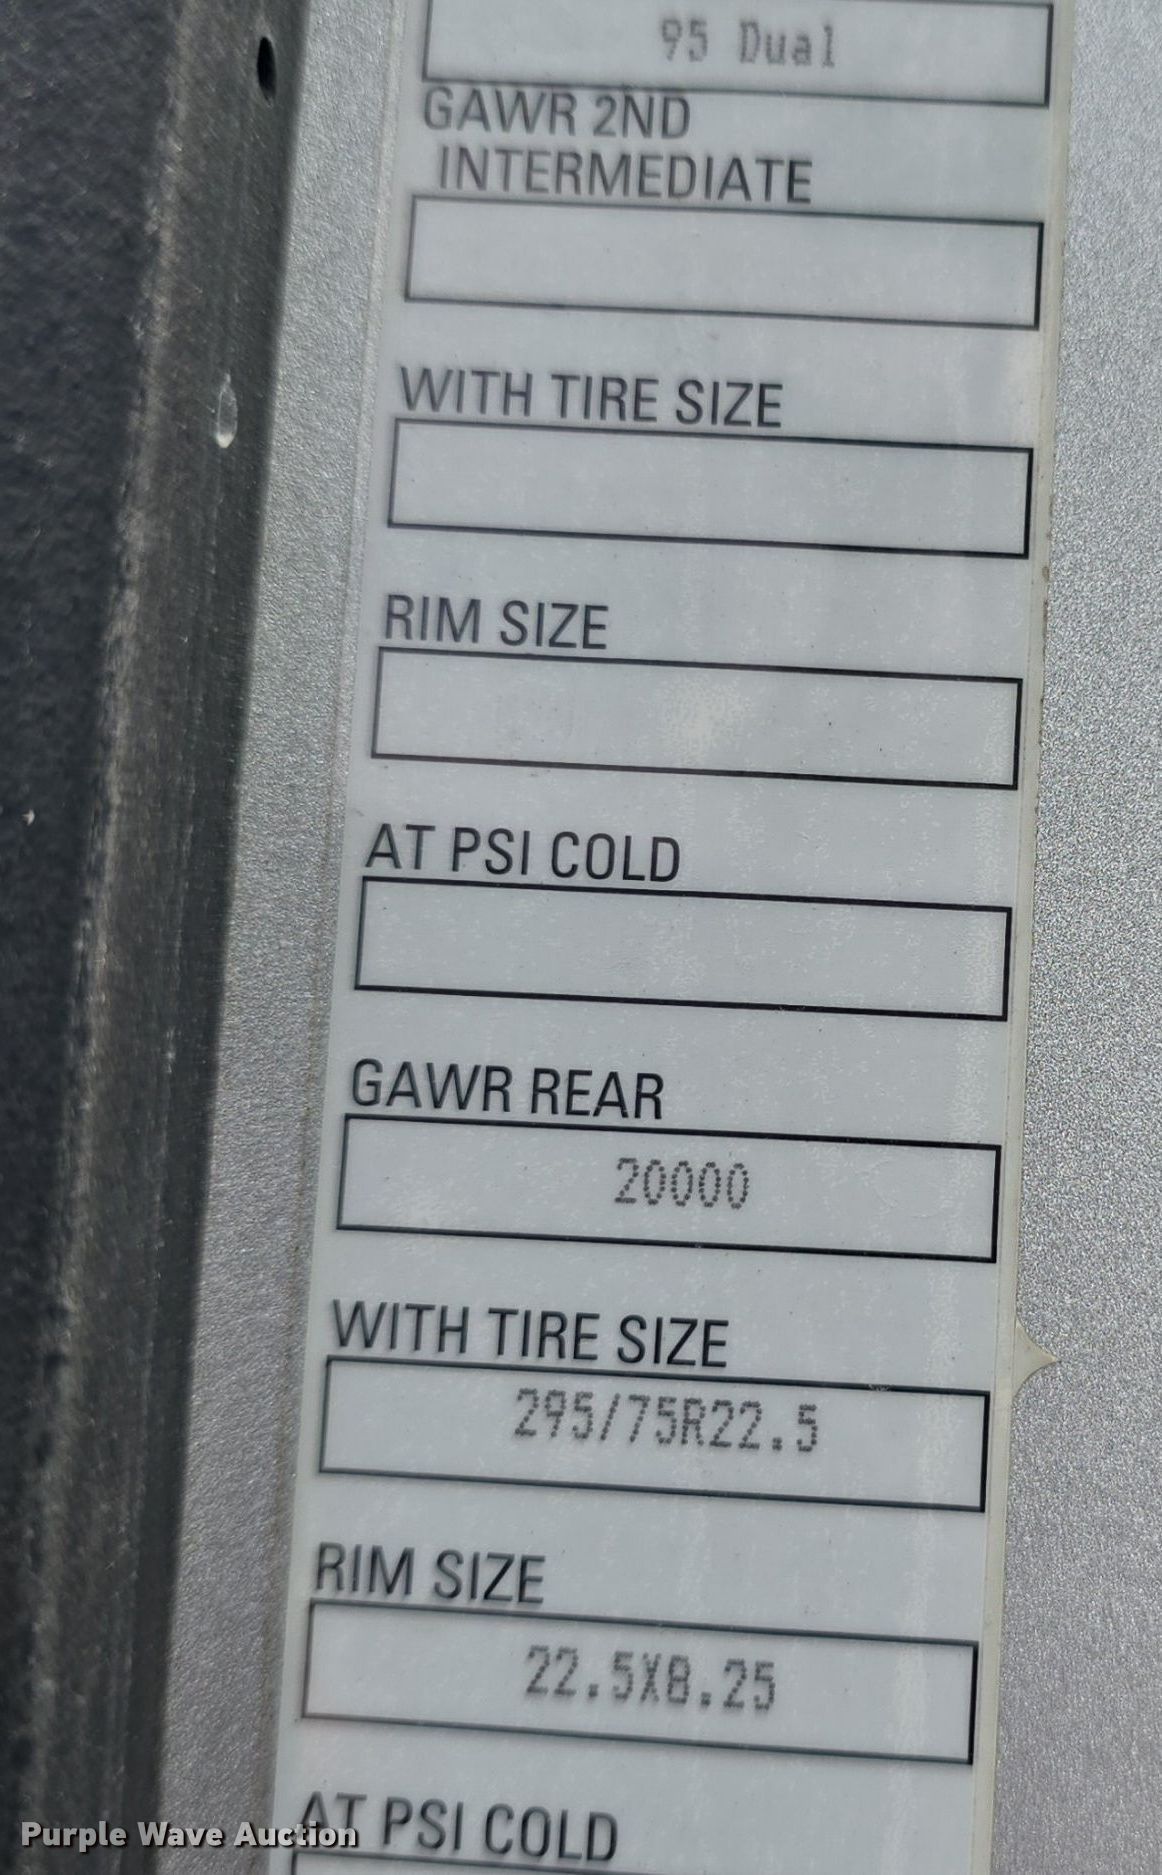 95 Dual
GAWR 2ND
INTERMEDIATE
WITH TIRE SIZE
RIM SIZE
AT PSI COLD
GAWR REAR
20000
WITH TIRE SIZE
295/75R22.5
RIM SIZE
22.5X8.25
AT PSI COLD
Purple Wave Auction